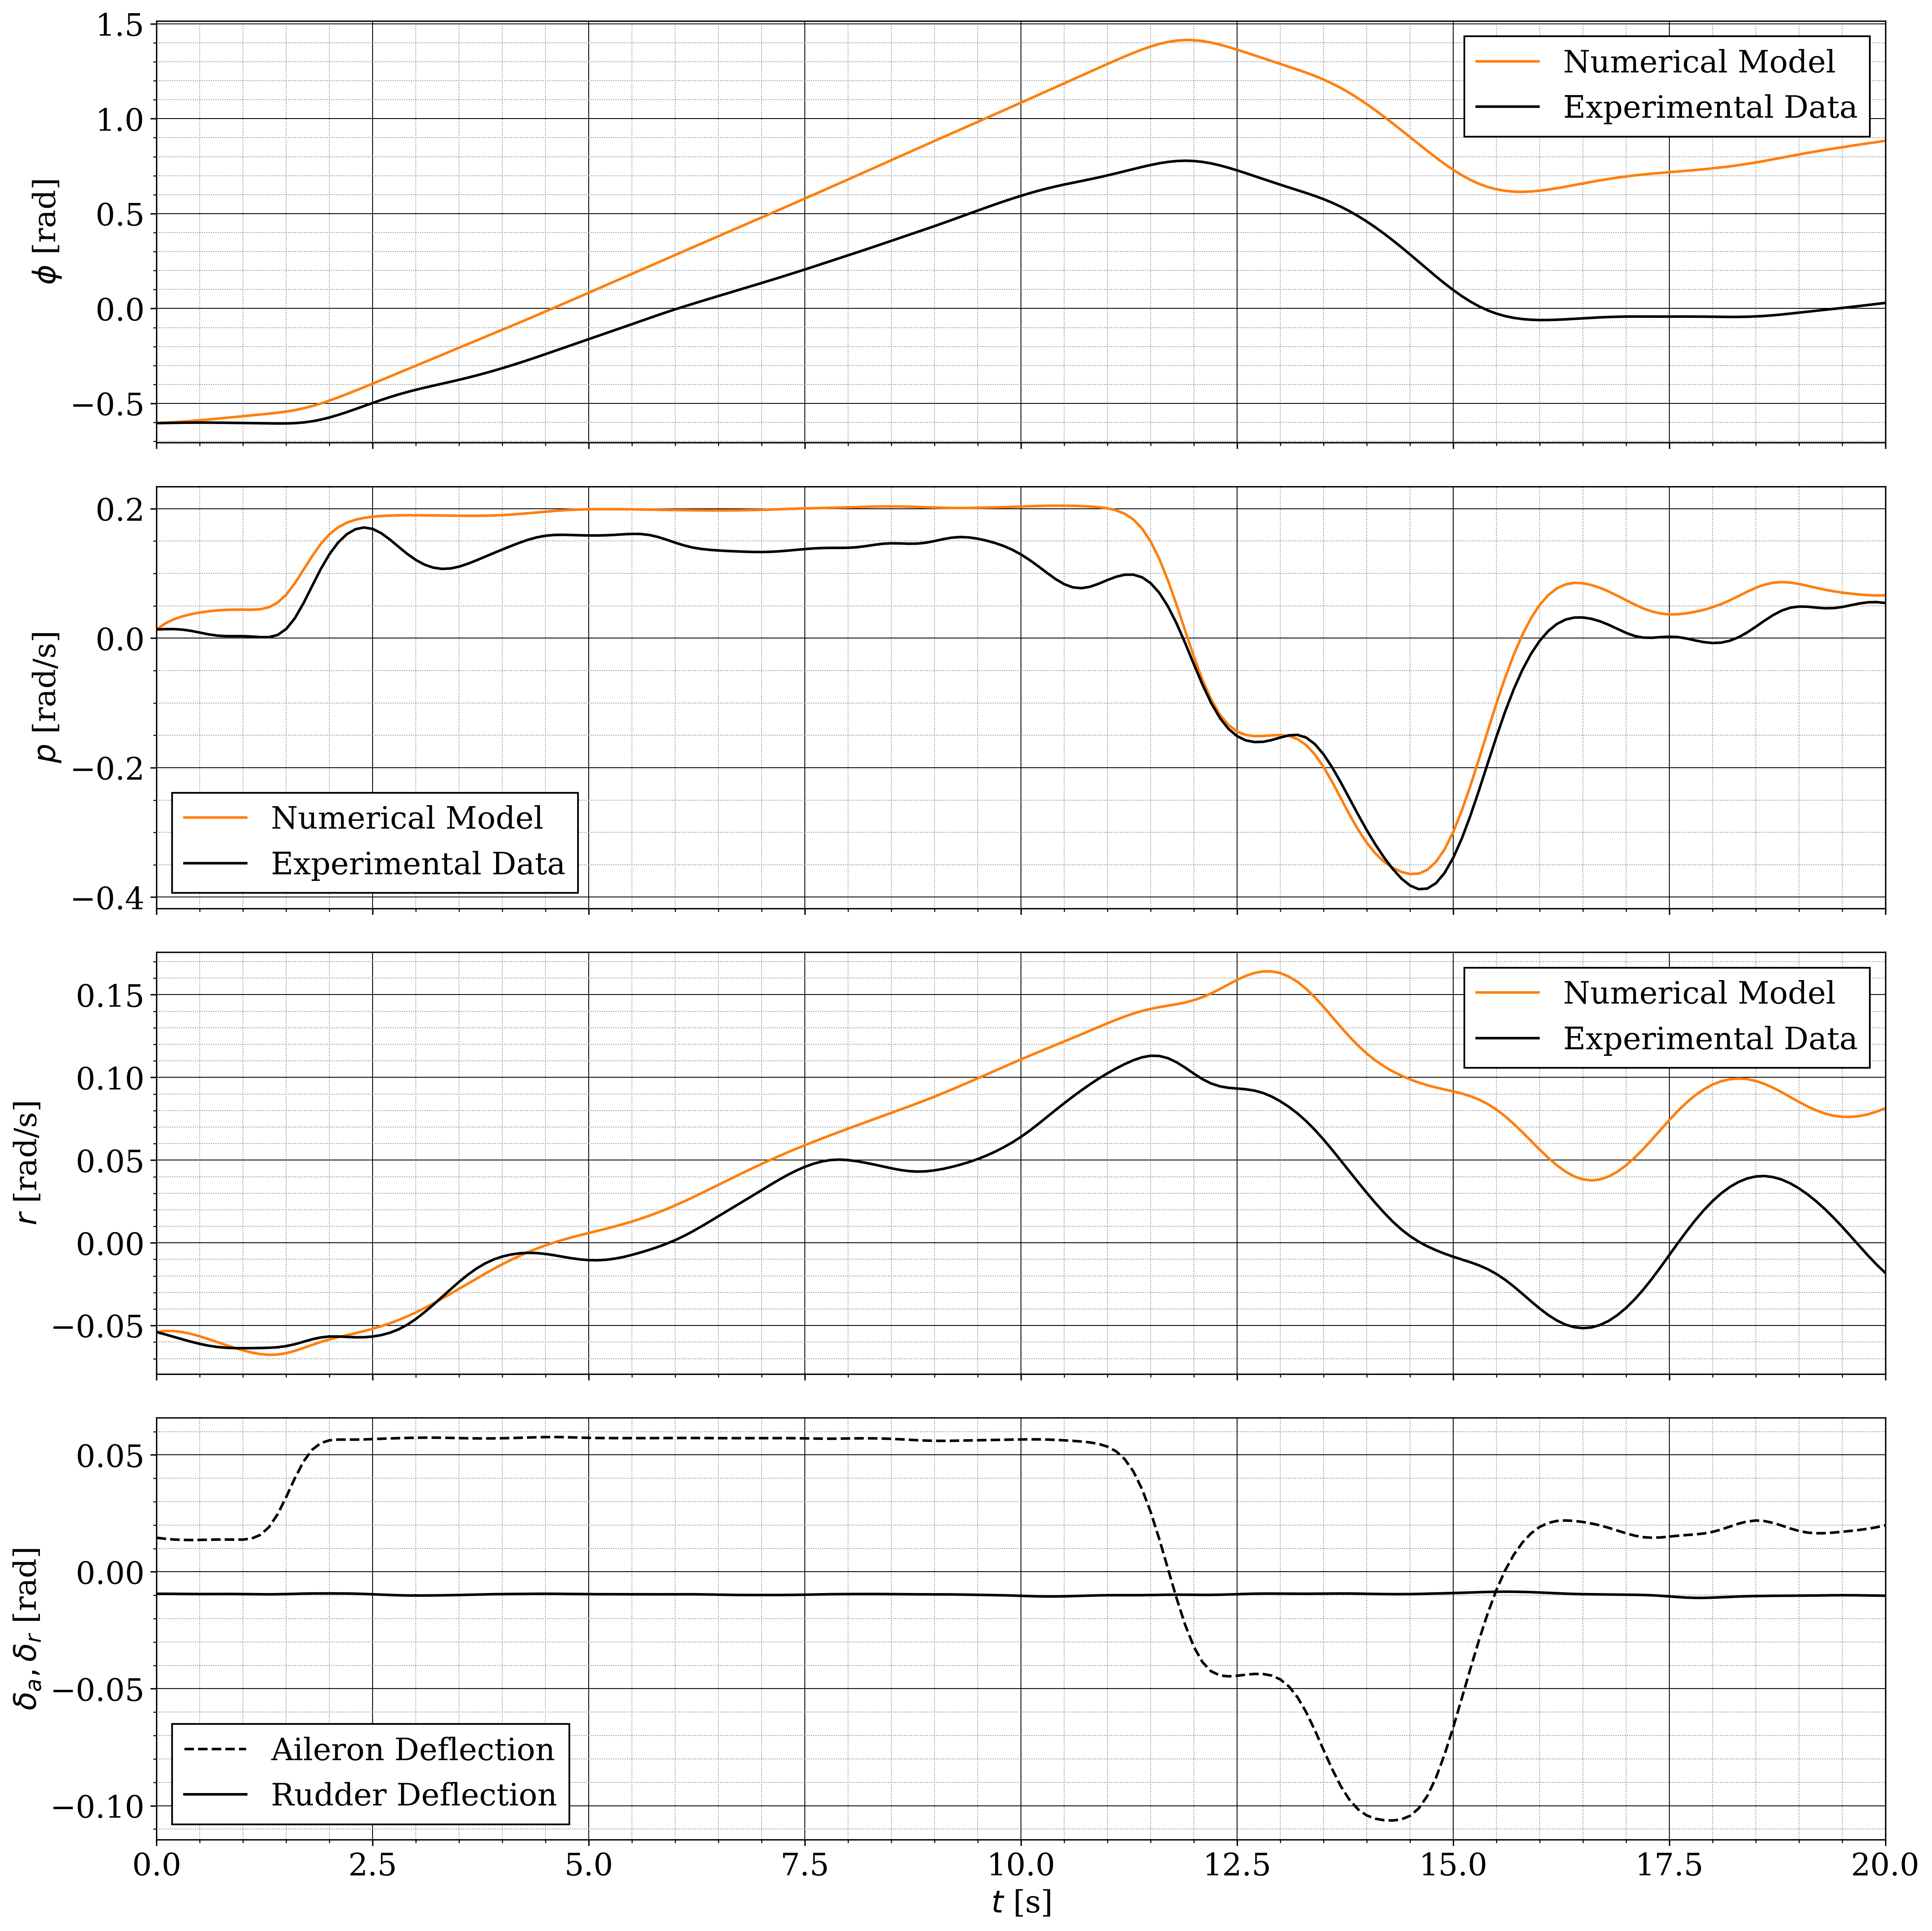 1.5
1.0
0.5
0.0
−0.5
ϕ [rad]
Numerical Model
Experimental Data
0.2
0.0
−0.2
−0.4
p [rad/s]
Numerical Model
Experimental Data
0.15
0.10
0.05
0.00
−0.05
r [rad/s]
Numerical Model
Experimental Data
0.05
0.00
−0.05
−0.10
δa, δr [rad]
Aileron Deflection
Rudder Deflection
0.0 2.5 5.0 7.5 10.0 12.5 15.0 17.5 20.0
t [s]